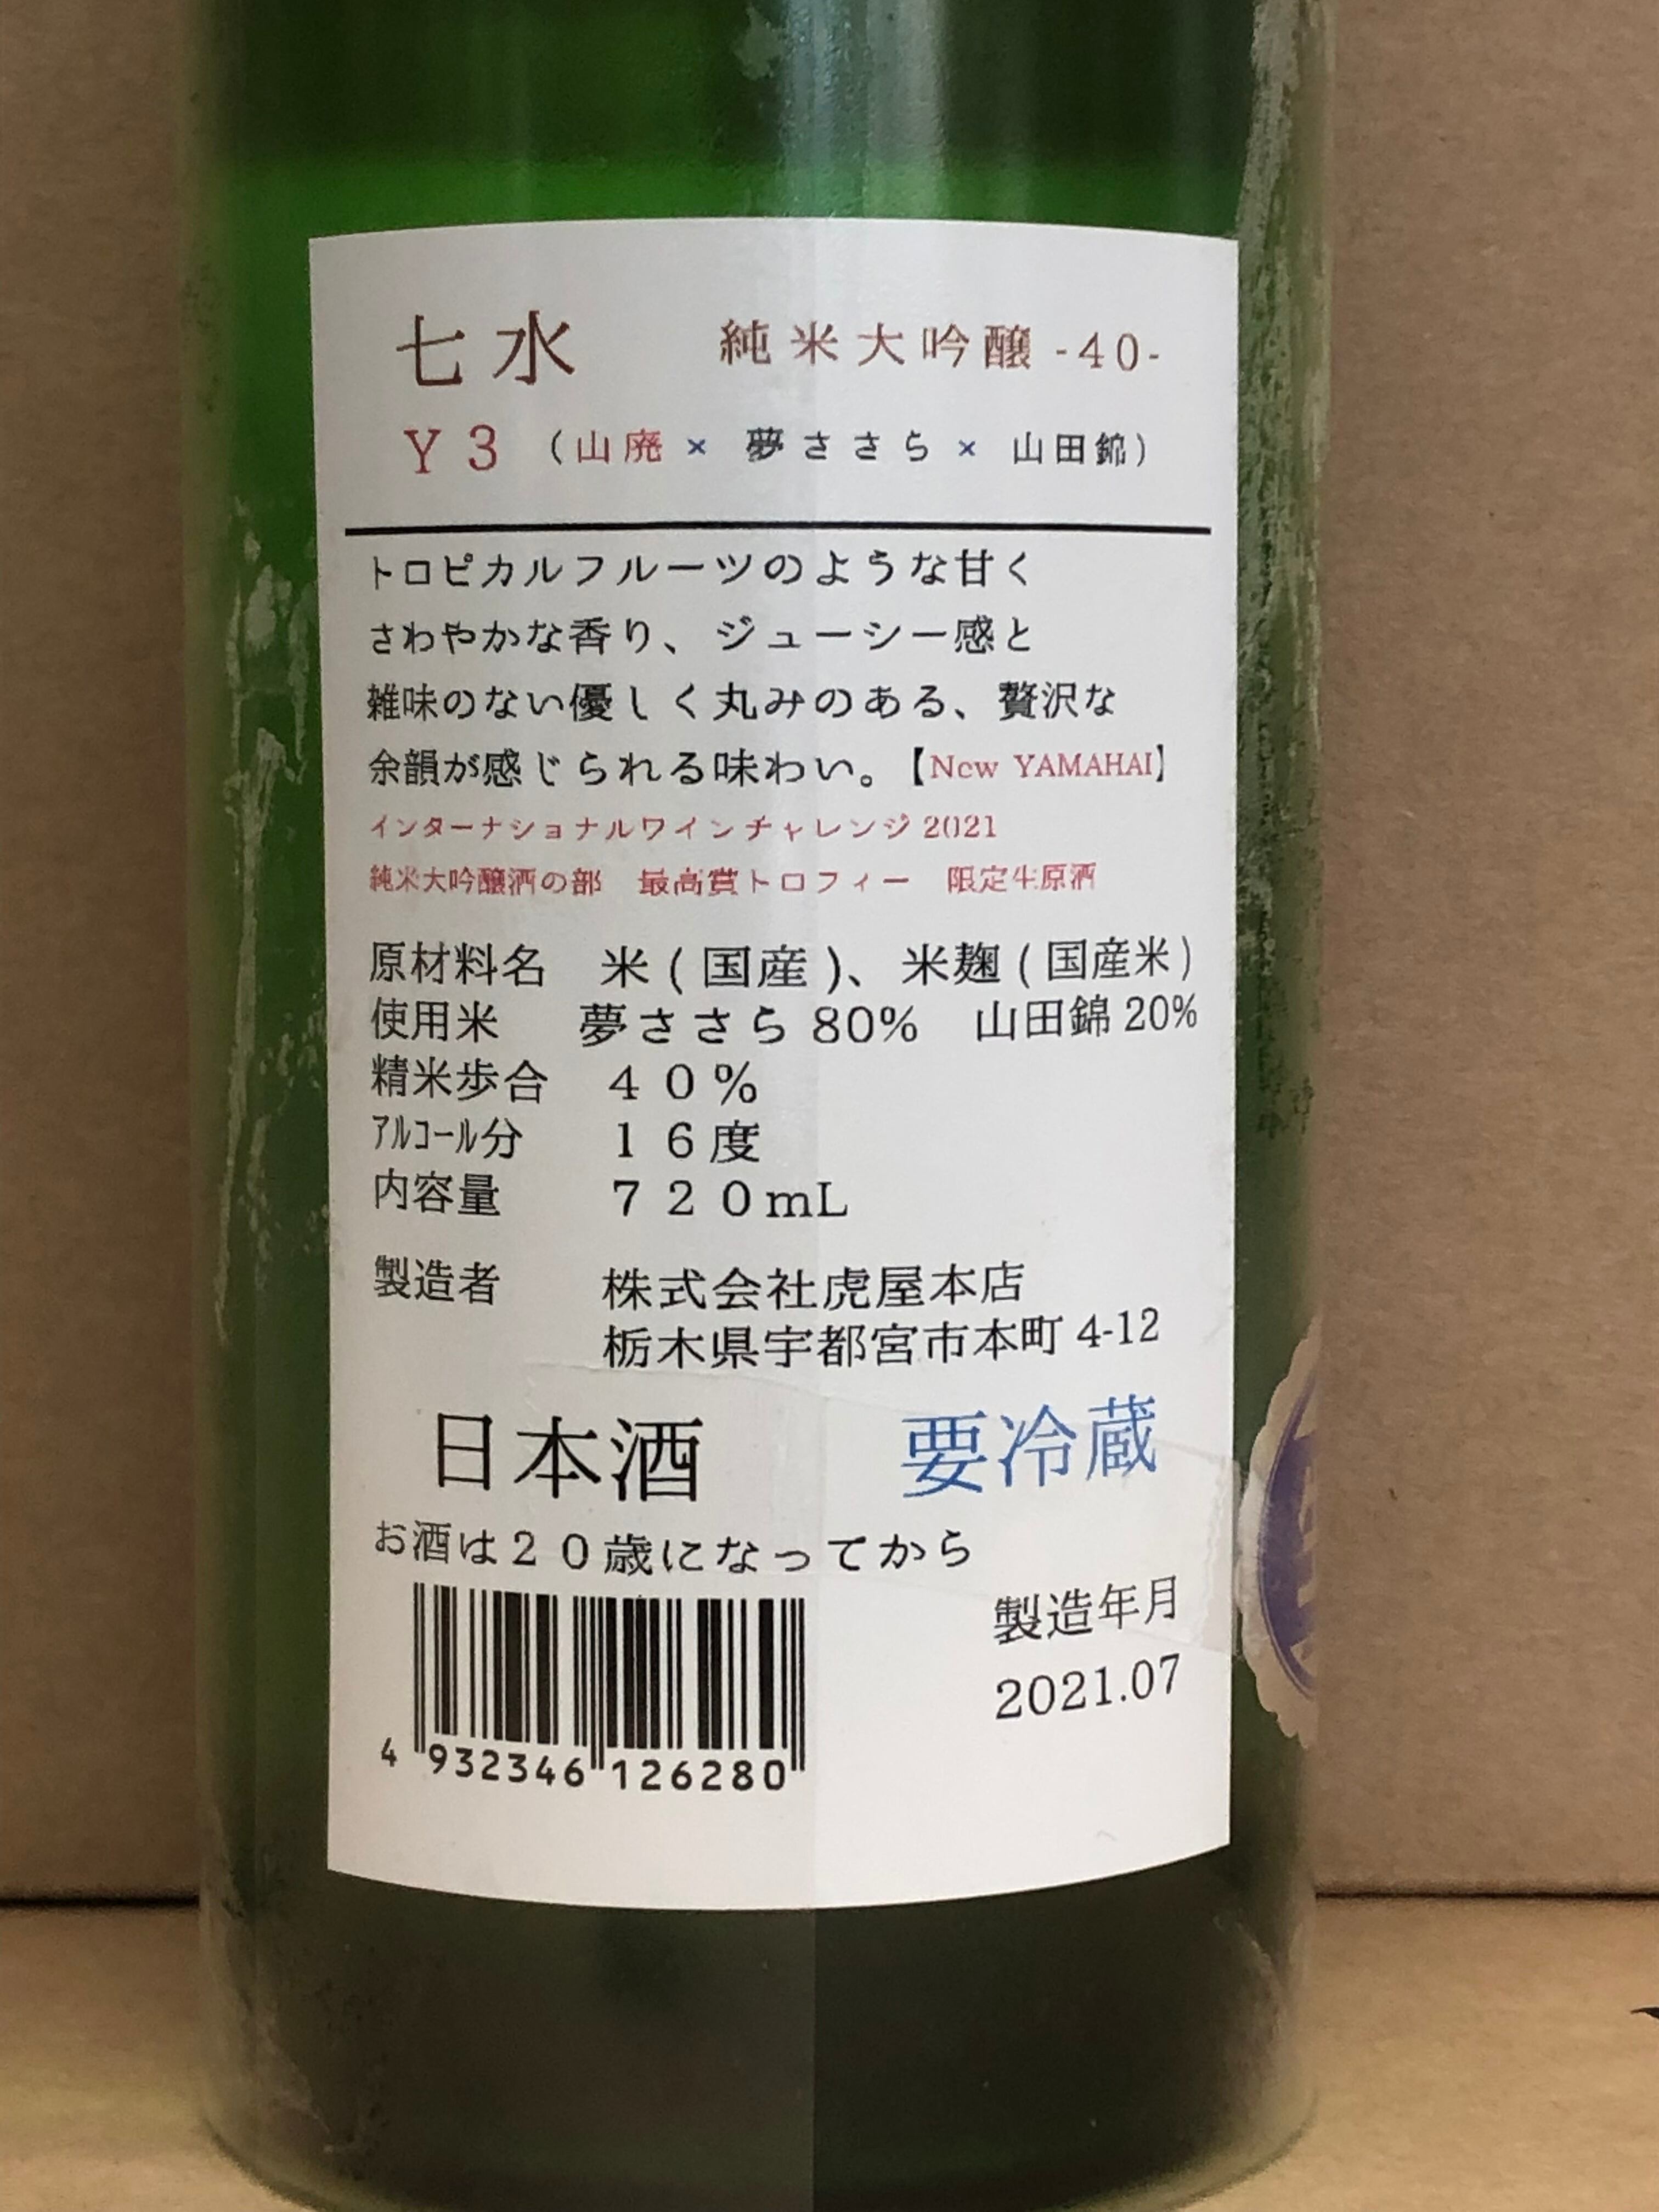 七水 純米大吟醸 -40-
Y3 (山廃 × 夢ささら × 山田錦)
トロピカルフルーツのような甘く
さわやかな香り、ジューシー感と
雑味のない優しく丸みのある、贅沢な
余韻が感じられる味わい。【New YAMAHAI】
インターナショナルワインチャレンジ2021
純米大吟醸酒の部 最高賞トロフィー 限定生原酒
原材料名 米(国産)、米麹(国産米)
使用米 夢ささら80% 山田錦20%
精米歩合 40%
アルコール分 16度
内容量 720mL
製造者 株式会社虎屋本店
栃木県宇都宮市本町4-12
日本酒 要冷蔵
お酒は20歳になってから
製造年月
2021.07
4 932346 126280